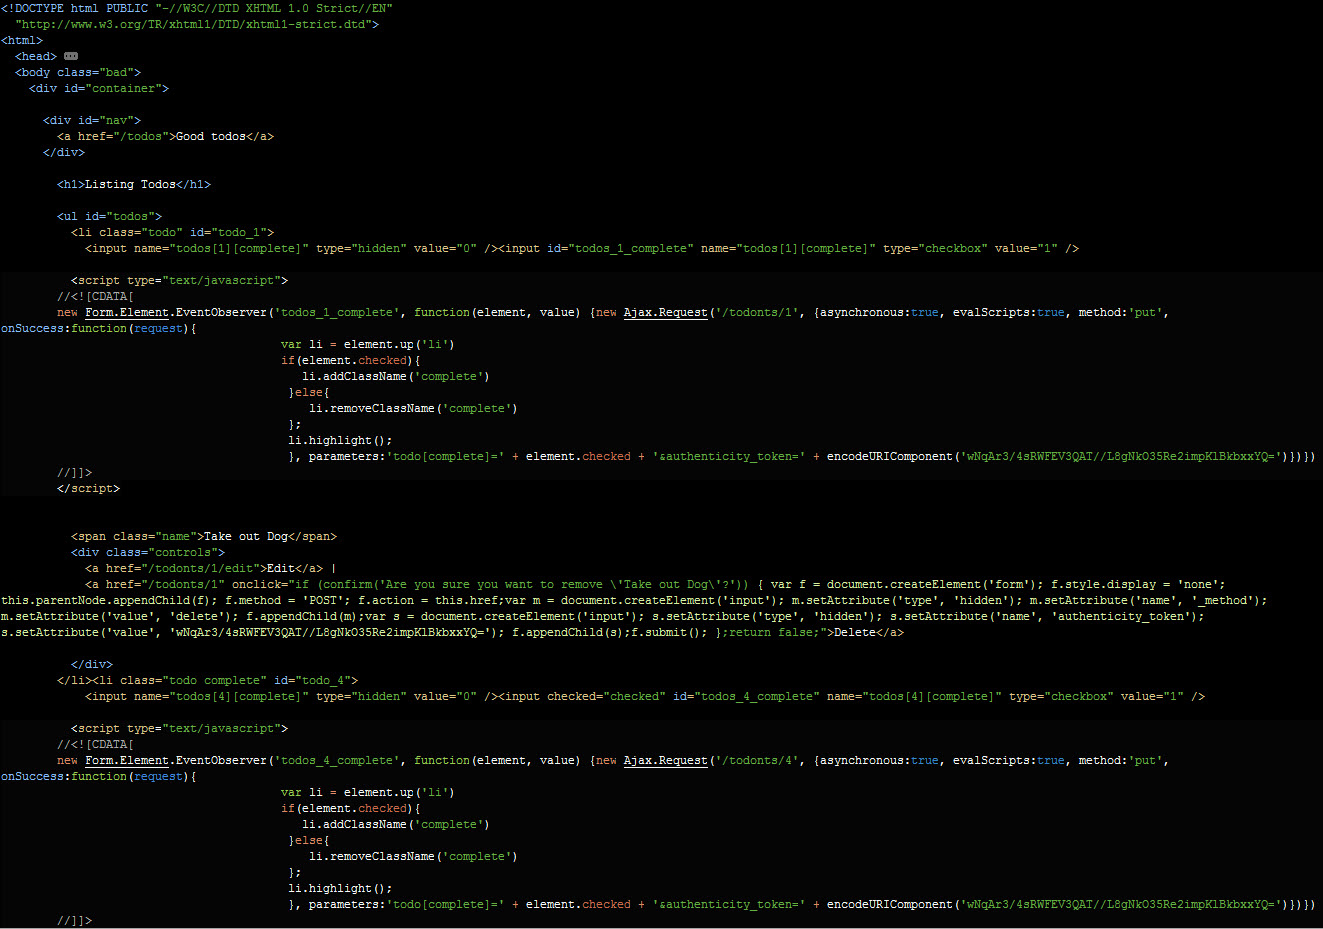 <!DOCTYPE html PUBLIC "-//W3C//DTD XHTML 1.0 Strict//EN"
"http://www.w3.org/TR/xhtml1/DTD/xhtml1-strict.dtd">
<html>
<head>
<body class="bad">
<div id="container">
<div id="nav">
<a href="/todos">Good todos</a>
</div>
<h1>Listing Todos</h1>
<ul id="todos">
<li class="todo" id="todo_1">
<input name="todos[1][complete]" type="hidden" value="0" /><input id="todos_1_complete" name="todos[1][complete]" type="checkbox" value="1" />
<script type="text/javascript">
//<![CDATA[
new Form.Element.EventObserver('todos_1_complete', function(element, value) {new Ajax.Request('/todonts/1', {asynchronous:true, evalScripts:true, method:'put',
onSuccess:function(request){
var li = element.up('li')
if(element.checked){
li.addClassName('complete')
}else{
li.removeClassName('complete')
};
li.highlight();
}, parameters:'todo[complete]=' + element.checked + '&authenticity_token=' + encodeURIComponent('wNqAr3/4sRWFEV3QAT//L8gNkO35Re2impKlBkbxxYQ=')})})
//]]>
</script>
<span class="name">Take out Dog</span>
<div class="controls">
<a href="/todonts/1/edit">Edit</a> |
<a href="/todonts/1" onclick="if (confirm('Are you sure you want to remove \'Take out Dog\'?')) { var f = document.createElement('form'); f.style.display = 'none';
this.parentNode.appendChild(f); f.method = 'POST'; f.action = this.href;var m = document.createElement('input'); m.setAttribute('type', 'hidden'); m.setAttribute('name', '_method');
m.setAttribute('value', 'delete'); f.appendChild(m);var s = document.createElement('input'); s.setAttribute('type', 'hidden'); s.setAttribute('name', 'authenticity_token');
s.setAttribute('value', 'wNqAr3/4sRWFEV3QAT//L8gNkO35Re2impKlBkbxxYQ='); f.appendChild(s);f.submit(); };return false;">Delete</a>
</div>
</li><li class="todo complete" id="todo_4">
<input name="todos[4][complete]" type="hidden" value="0" /><input checked="checked" id="todos_4_complete" name="todos[4][complete]" type="checkbox" value="1" />
<script type="text/javascript">
//<![CDATA[
new Form.Element.EventObserver('todos_4_complete', function(element, value) {new Ajax.Request('/todonts/4', {asynchronous:true, evalScripts:true, method:'put',
onSuccess:function(request){
var li = element.up('li')
if(element.checked){
li.addClassName('complete')
}else{
li.removeClassName('complete')
};
li.highlight();
}, parameters:'todo[complete]=' + element.checked + '&authenticity_token=' + encodeURIComponent('wNqAr3/4sRWFEV3QAT//L8gNkO35Re2impKlBkbxxYQ=')})})
//]]>